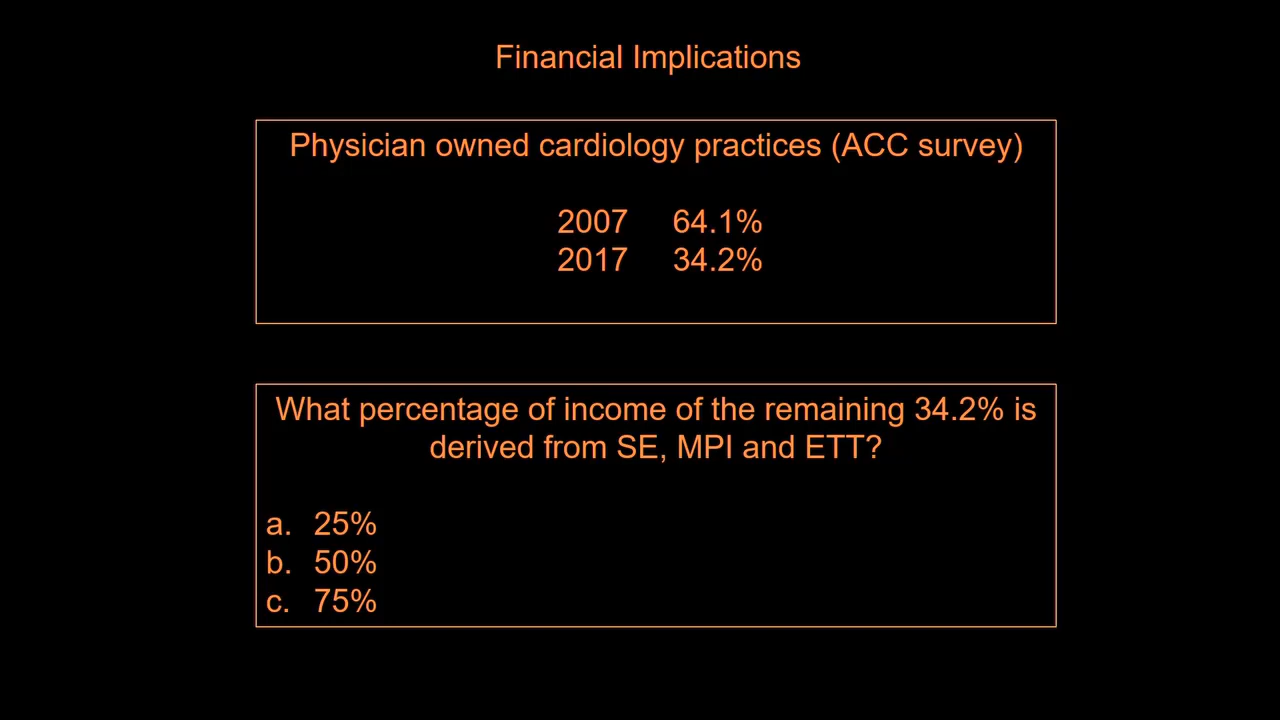 Financial Implications
Physician owned cardiology practices (ACC survey)
2007 64.1%
2017 34.2%
What percentage of income of the remaining 34.2% is
derived from SE, MPI and ETT?
a. 25%
b. 50%
c. 75%